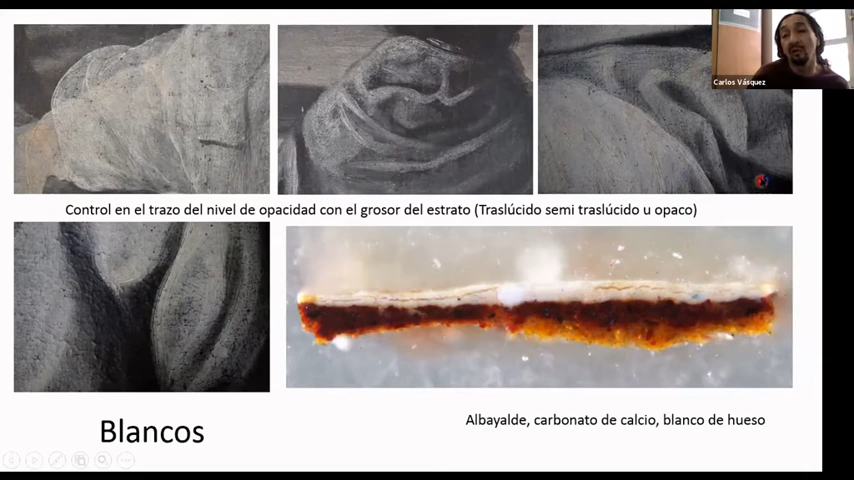 Carlos Vásquez
Control en el trazo del nivel de opacidad con el grosor del estrato (Traslúcido semi traslúcido u opaco)
Albayalde, carbonato de calcio, blanco de hueso
Blancos